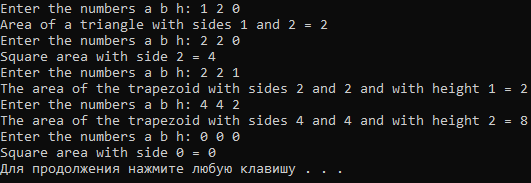 Enter the numbers a b h: 1 2 0
Area of a triangle with sides 1 and 2 = 2
Enter the numbers a b h: 2 2 0
Square area with side 2 = 4
Enter the numbers a b h: 2 2 1
The area of the trapezoid with sides 2 and 2 and with height 1 = 2
Enter the numbers a b h: 4 4 2
The area of the trapezoid with sides 4 and 4 and with height 2 = 8
Enter the numbers a b h: 0 0 0
Square area with side 0 = 0
Для продолжения нажмите любую клавишу . . .